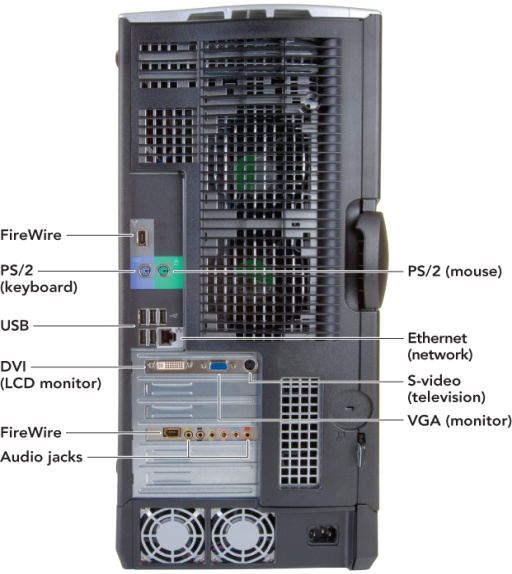 FireWire
PS/2
(keyboard)
PS/2 (mouse)
USB
Ethernet
(network)
DVI
(LCD monitor)
S-video
(television)
VGA (monitor)
FireWire
Audio jacks